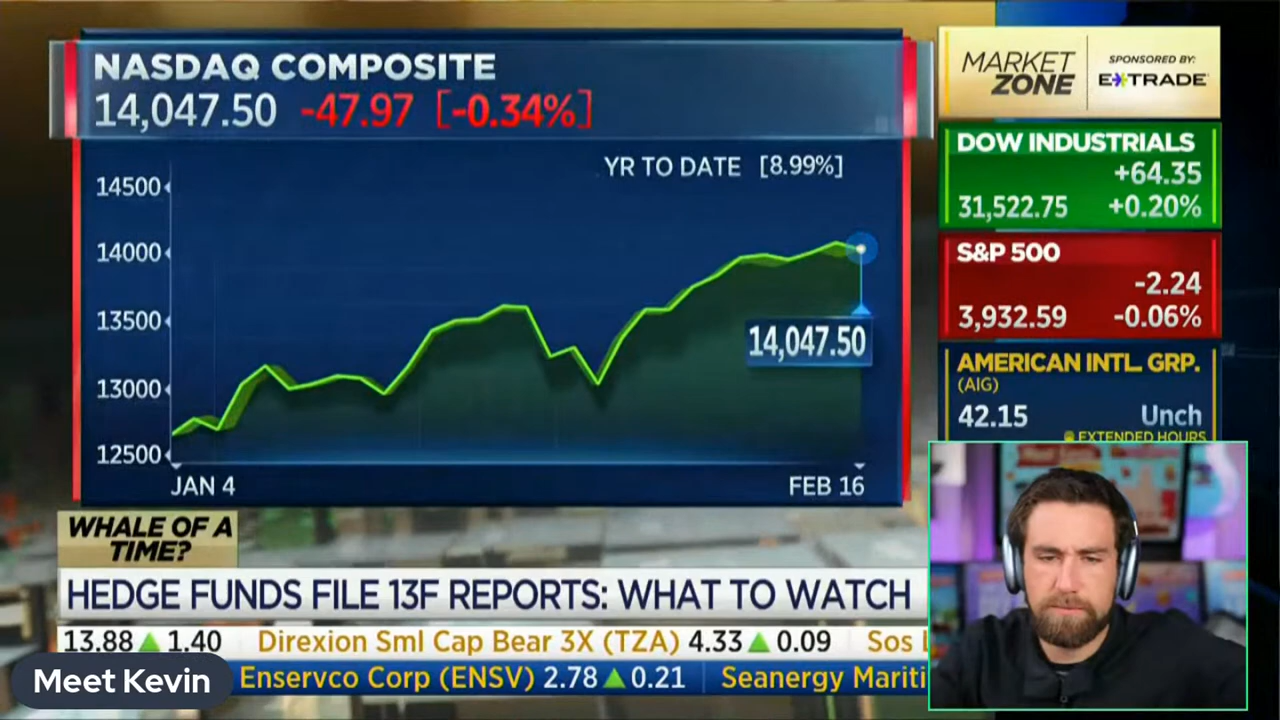 NASDAQ COMPOSITE
14,047.50 -47.97 [-0.34%]
YR TO DATE [8.99%]
14500
14000
13500
13000
12500
14,047.50
JAN 4
FEB 16
MARKET ZONE
SPONSORED BY:
E*TRADE
DOW INDUSTRIALS
+64.35
31,522.75 +0.20%
S&P 500
-2.24
3,932.59 -0.06%
AMERICAN INTL. GRP.
(AIG)
42.15 Unch
EXTENDED HOURS
WHALE OF A
TIME?
HEDGE FUNDS FILE 13F REPORTS: WHAT TO WATCH
13.88 ▲ 1.40 Direxion Sml Cap Bear 3X (TZA) 4.33 ▲ 0.09 Sos
Meet Kevin
Enservco Corp (ENSV) 2.78 ▲ 0.21 Seanergy Mariti